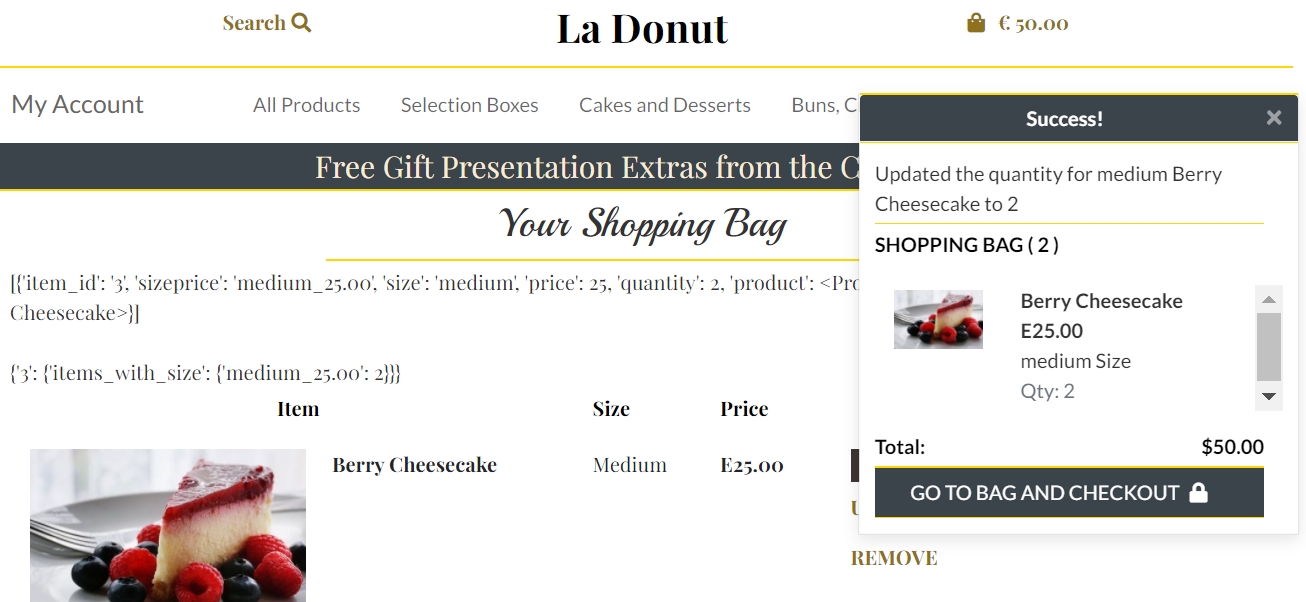 Search
La Donut
€ 50.00
My Account
All Products
Selection Boxes
Cakes and Desserts
Buns,
Success!
×
Free Gift Presentation Extras from the
Updated the quantity for medium Berry
Cheesecake to 2
Your Shopping Bag
SHOPPING BAG ( 2 )
[{'item_id': '3', 'sizeprice': 'medium_25.00', 'size': 'medium', 'price': 25, 'quantity': 2, 'product': <Pro
Cheesecake>}]
Berry Cheesecake
E25.00
medium Size
Qty: 2
{'3': {'items_with_size': {'medium_25.00': 2}}}
Item
Size
Price
Total:
$50.00
Berry Cheesecake
Medium
E25.00
GO TO BAG AND CHECKOUT
REMOVE